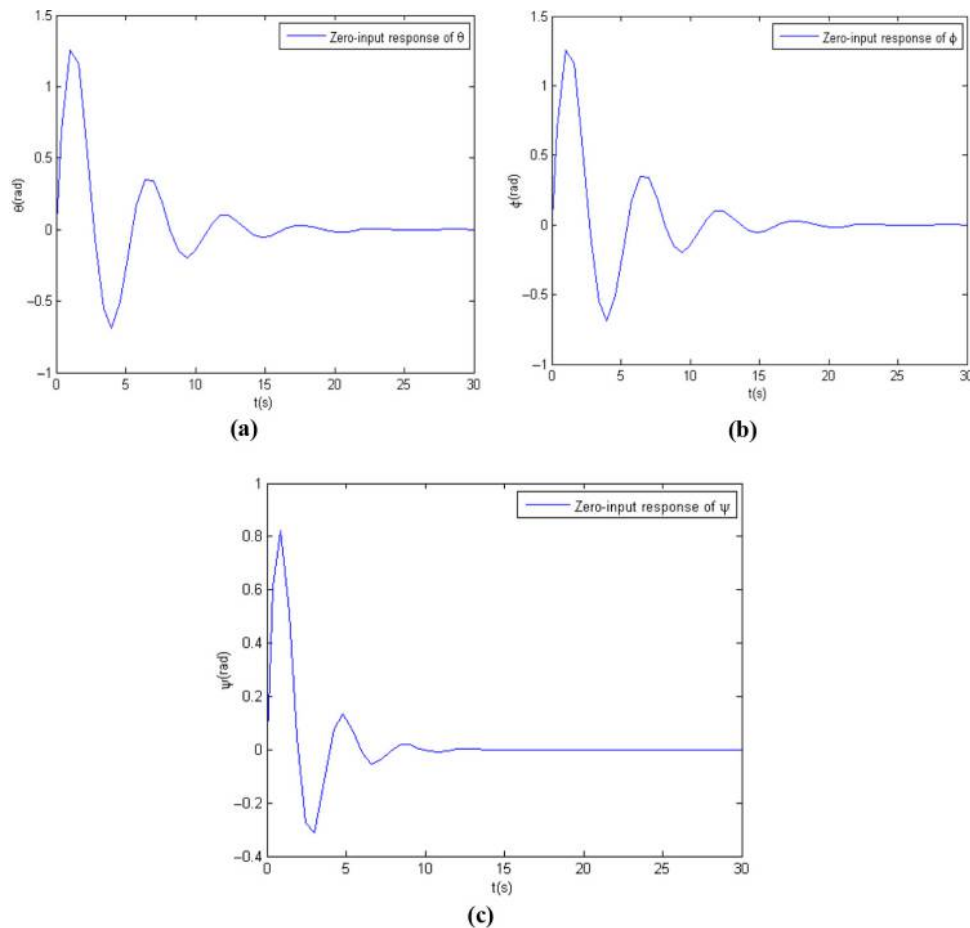 Zero-input response of θ
1.5
1
0.5
0
−0.5
−1
θ(rad)
0 5 10 15 20 25 30
t(s)
(a)
Zero-input response of ϕ
1.5
1
0.5
0
−0.5
−1
ϕ(rad)
0 5 10 15 20 25 30
t(s)
(b)
Zero-input response of ψ
1
0.8
0.6
0.4
0.2
0
−0.2
−0.4
ψ(rad)
0 5 10 15 20 25 30
t(s)
(c)